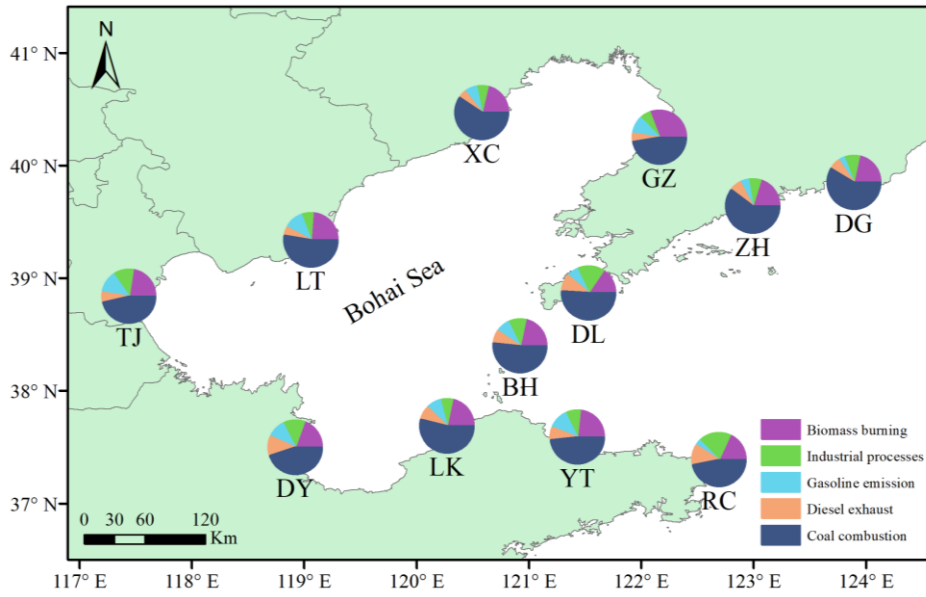 41° N
40° N
39° N
38° N
37° N
N
XC
GZ
DG
ZH
LT
TJ
DL
Bohai Sea
BH
LK
YT
DY
RC
Biomass burning
Industrial processes
Gasoline emission
Diesel exhaust
Coal combustion
0 30 60 120
Km
117° E 118° E 119° E 120° E 121° E 122° E 123° E 124° E